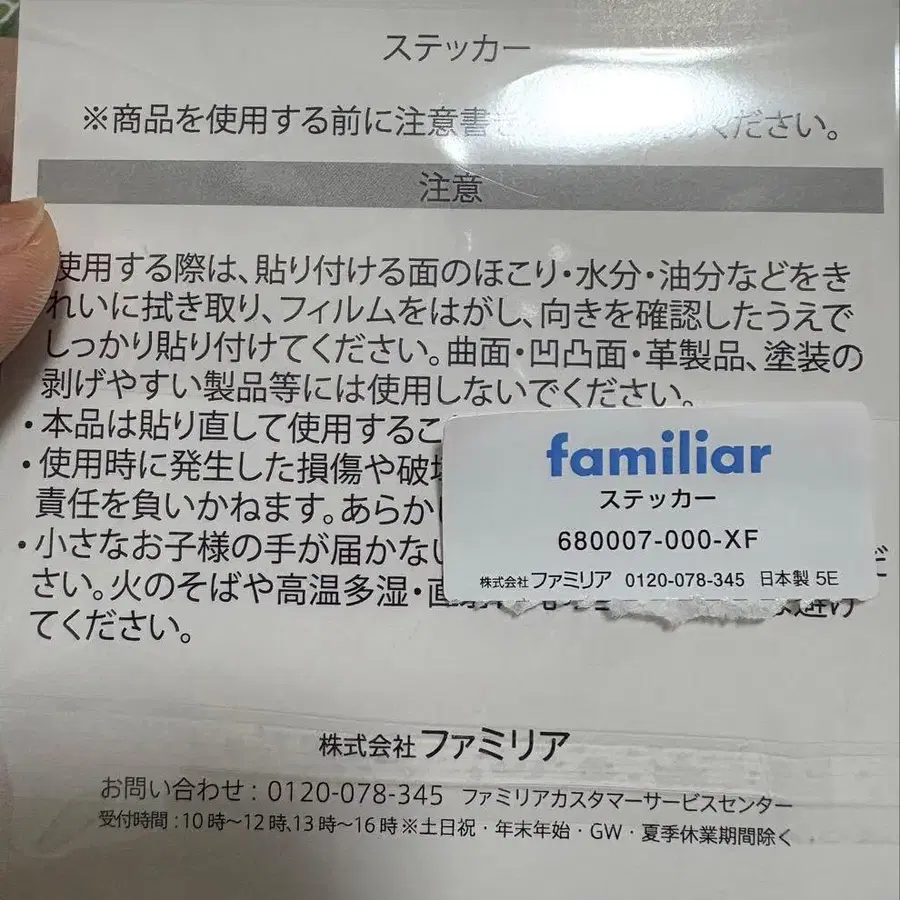 ステッカー
※商品を使用する前に注意書き ください。
注意
使用する際は、貼り付ける面のほこり・水分・油分などをき
れいに拭き取り、フィルムをはがし、向きを確認したうえで
しっかり貼り付けてください。曲面・凹凸面・革製品、塗装の
剥げやすい製品等には使用しないでください。
・本品は貼り直して使用するこ
・使用時に発生した損傷や破
責任を負いかねます。あらか
・小さなお子様の手が届かな
さい。火のそばや高温多湿・直 避け
てください。
familiar
ステッカー
680007-000-XF
株式会社ファミリア 0120-078-345 日本製 5E
株式会社ファミリア
お問い合わせ : 0120-078-345 ファミリアカスタマーサービスセンター
受付時間 : 10時〜12時、13時〜16時 ※土日祝・年末年始・GW・夏季休業期間除く